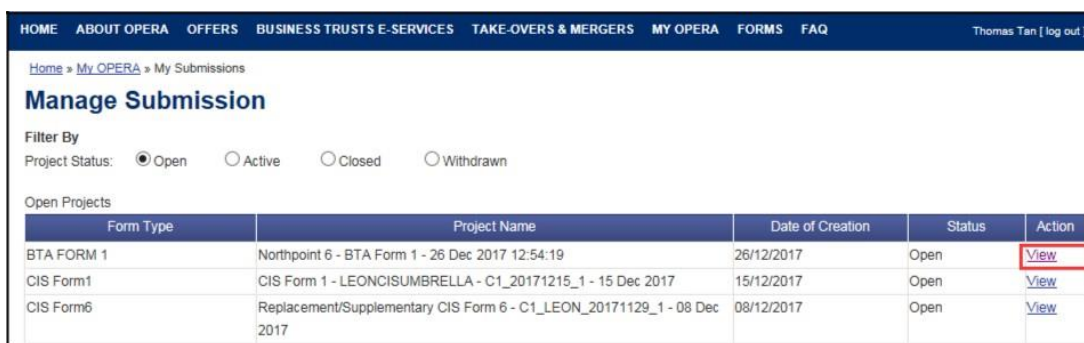 HOME ABOUT OPERA OFFERS BUSINESS TRUSTS E-SERVICES TAKE-OVERS & MERGERS MY OPERA FORMS FAQ Thomas Tan [ log out ]
Home » My OPERA » My Submissions
Manage Submission
Filter By
Project Status: Open Active Closed Withdrawn
Open Projects
Form Type Project Name Date of Creation Status Action
BTA FORM 1 Northpoint 6 - BTA Form 1 - 26 Dec 2017 12:54:19 26/12/2017 Open View
CIS Form1 CIS Form 1 - LEONCISUMBRELLA - C1_20171215_1 - 15 Dec 2017 15/12/2017 Open View
CIS Form6 Replacement/Supplementary CIS Form 6 - C1_LEON_20171129_1 - 08 Dec 08/12/2017 Open View
2017